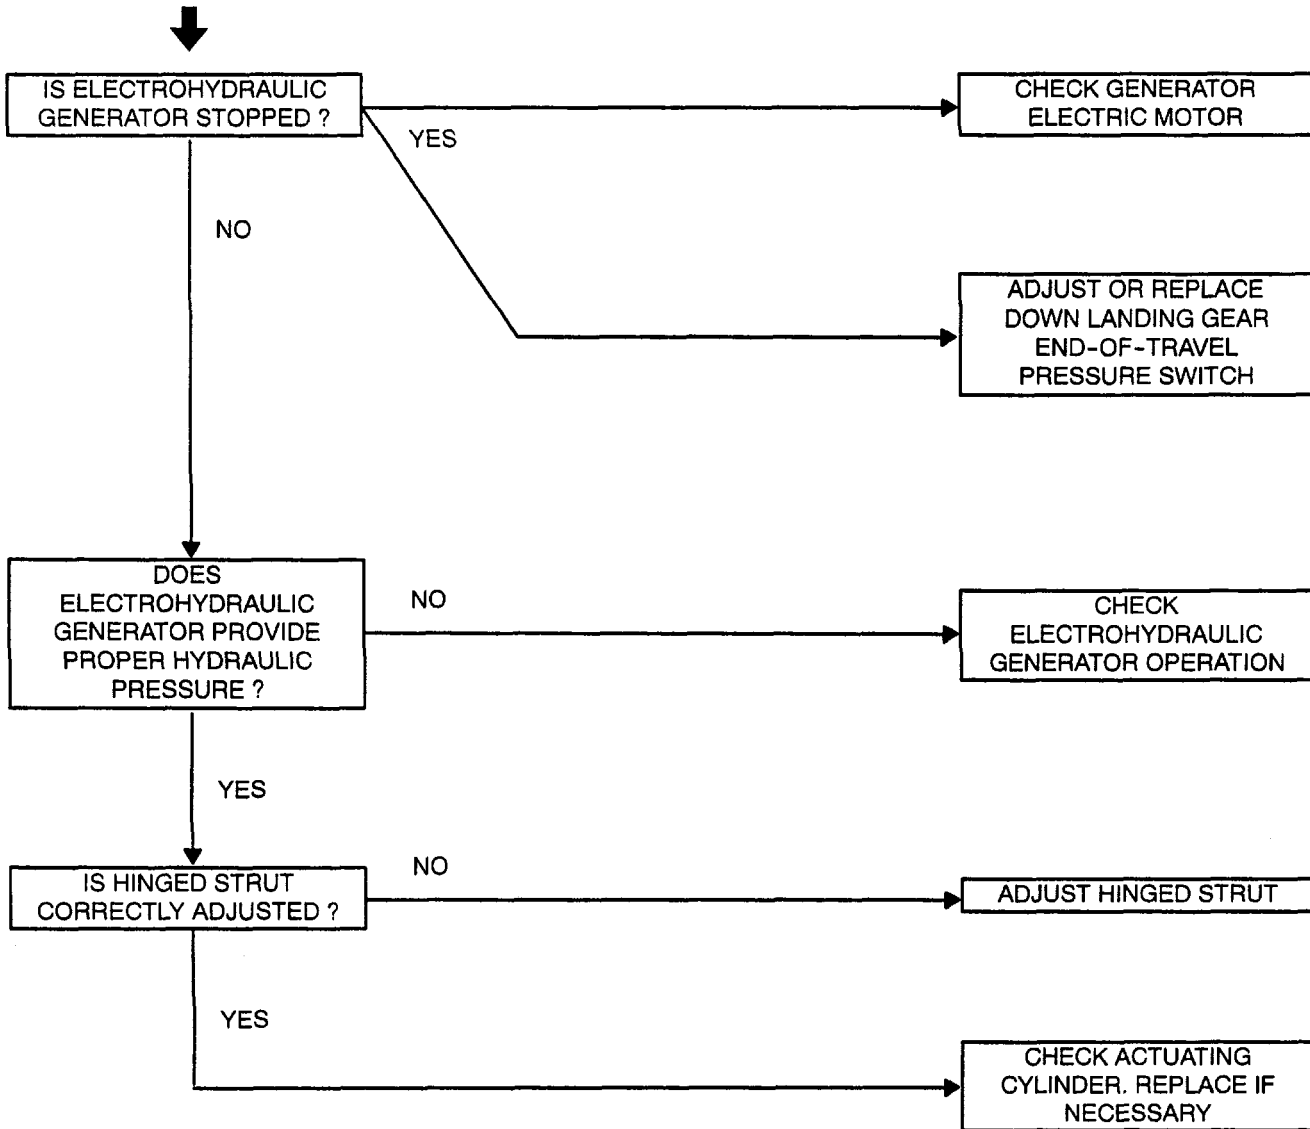 IS ELECTROHYDRAULIC
GENERATOR STOPPED ?
YES
CHECK GENERATOR
ELECTRIC MOTOR
NO
ADJUST OR REPLACE
DOWN LANDING GEAR
END-OF-TRAVEL
PRESSURE SWITCH
DOES
ELECTROHYDRAULIC
GENERATOR PROVIDE
PROPER HYDRAULIC
PRESSURE ?
NO
CHECK
ELECTROHYDRAULIC
GENERATOR OPERATION
YES
IS HINGED STRUT
CORRECTLY ADJUSTED ?
NO
ADJUST HINGED STRUT
YES
CHECK ACTUATING
CYLINDER. REPLACE IF
NECESSARY